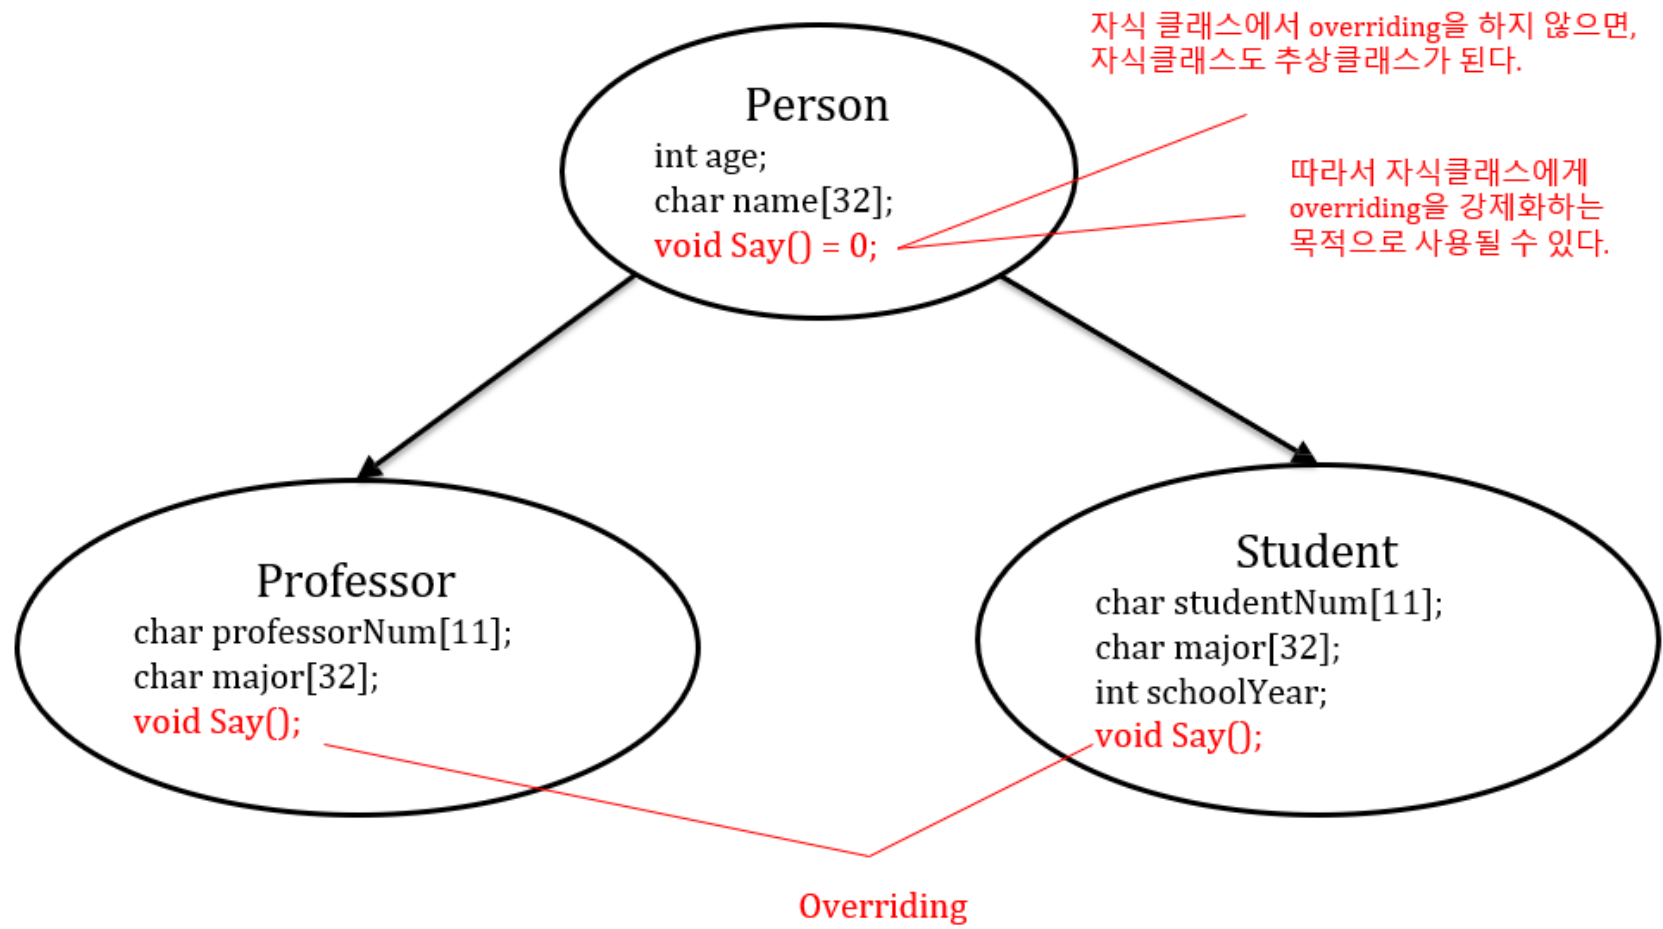 자식 클래스에서 overriding을 하지 않으면,
자식클래스도 추상클래스가 된다.
Person
int age;
char name[32];
void Say() = 0;
따라서 자식클래스에게
overriding을 강제화하는
목적으로 사용될 수 있다.
Professor
char professorNum[11];
char major[32];
void Say();
Student
char studentNum[11];
char major[32];
int schoolYear;
void Say();
Overriding